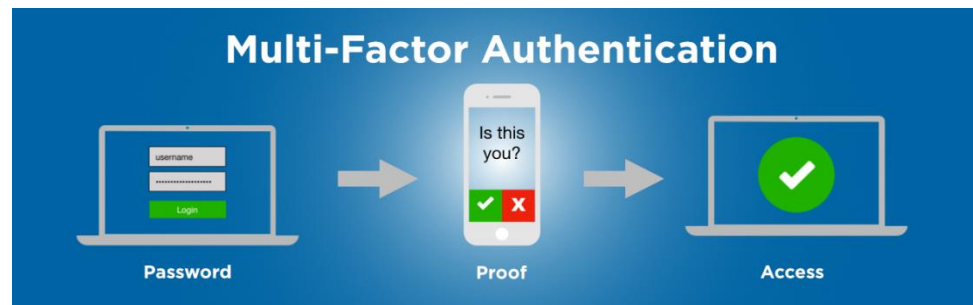 Multi-Factor Authentication
username
Login
Is this
you?
X
Password
Proof
Access